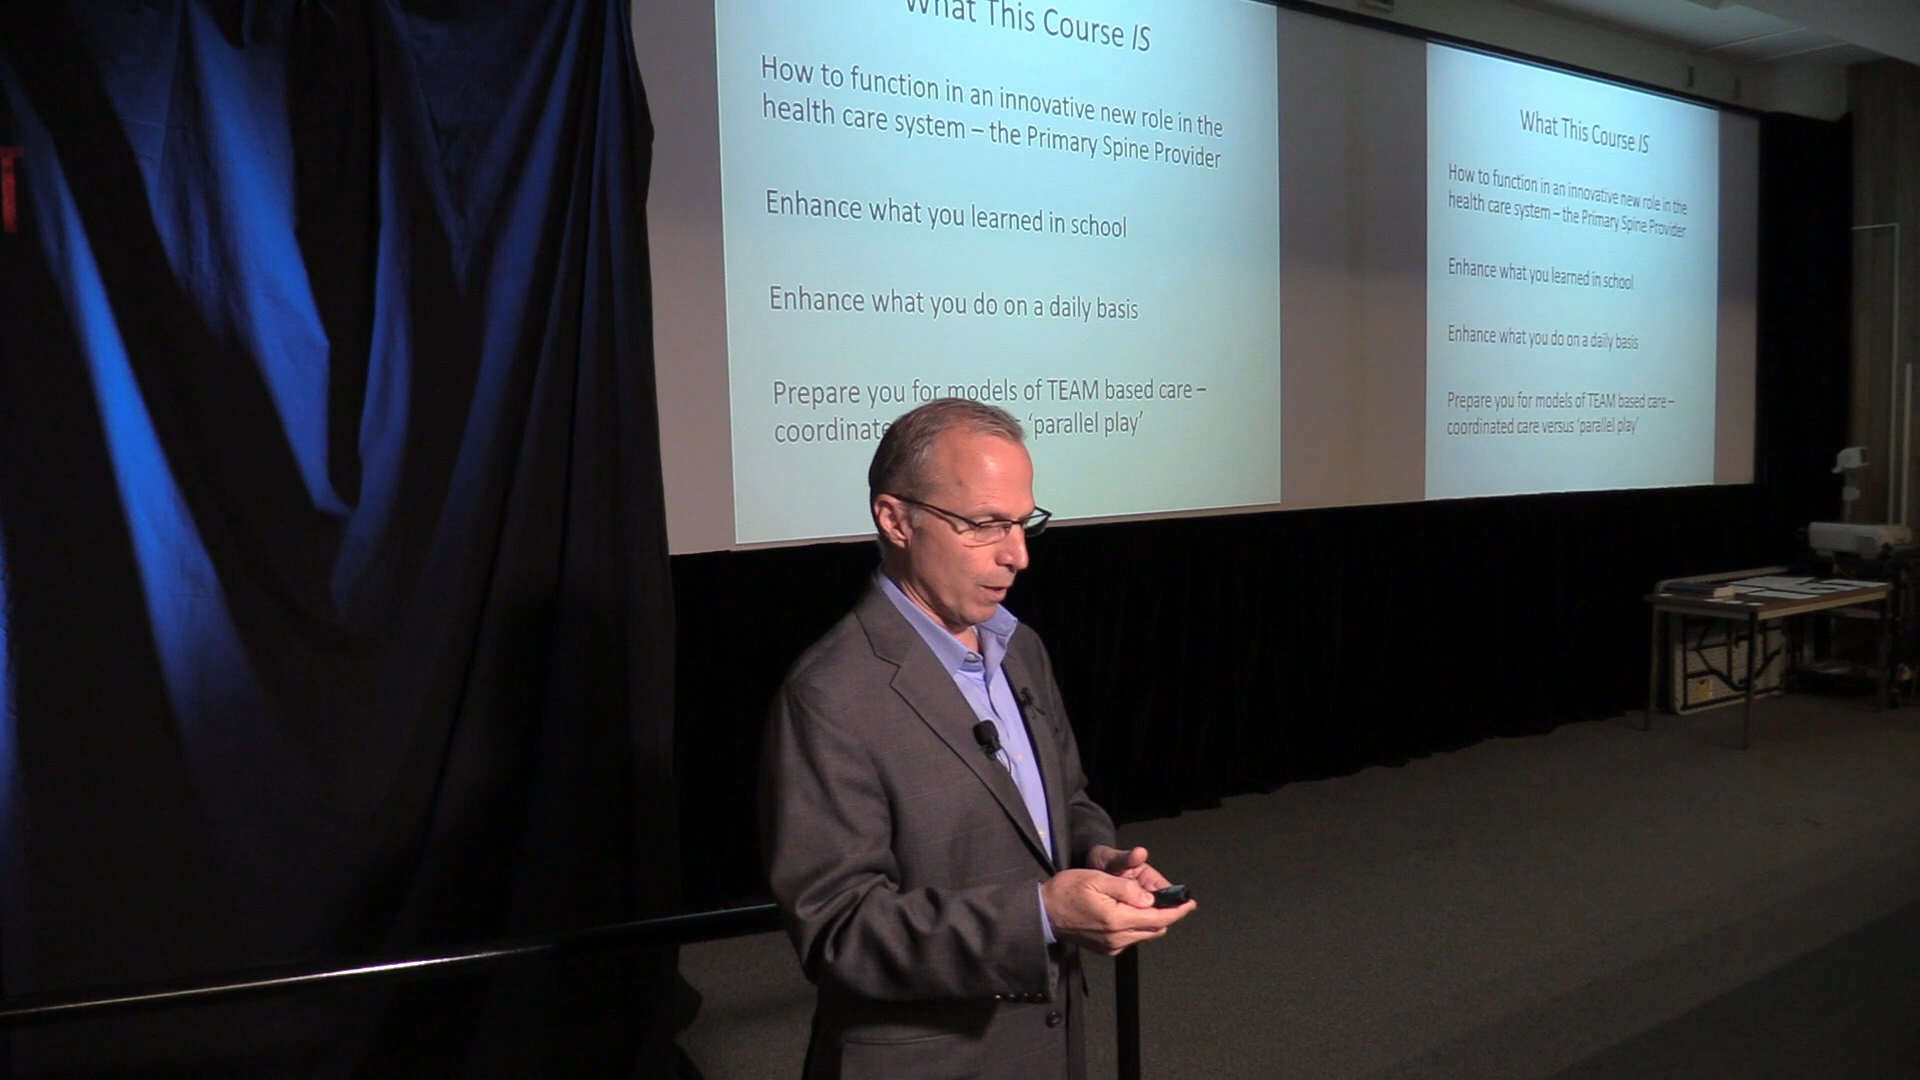 What This Course IS
How to function in an innovative new role in the
health care system – the Primary Spine Provider
Enhance what you learned in school
Enhance what you do on a daily basis
Prepare you for models of TEAM based care –
coordinate 'parallel play'
What This Course IS
How to function in an innovative new role in the
health care system – the Primary Spine Provider
Enhance what you learned in school
Enhance what you do on a daily basis
Prepare you for models of TEAM based care –
coordinated care versus 'parallel play'